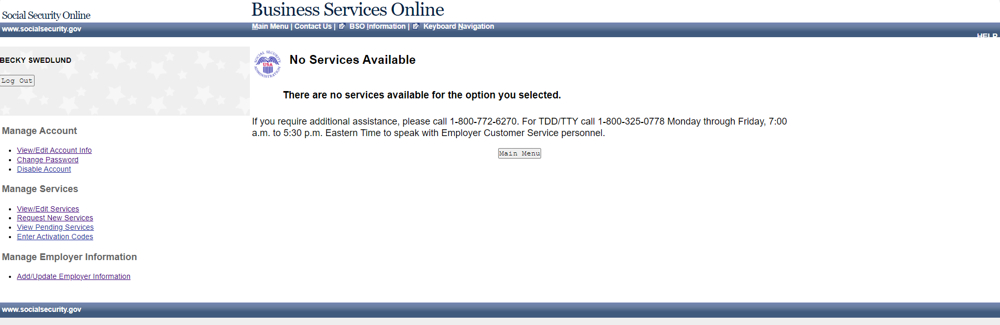 Social Security Online
Business Services Online
www.socialsecurity.gov
Main Menu | Contact Us | BSO Information | Keyboard Navigation
HELP
BECKY SWEDLUND
Log Out
SOCIAL SECURITY ADMINISTRATION
USA
No Services Available
There are no services available for the option you selected.
If you require additional assistance, please call 1-800-772-6270. For TDD/TTY call 1-800-325-0778 Monday through Friday, 7:00
a.m. to 5:30 p.m. Eastern Time to speak with Employer Customer Service personnel.
Main Menu
Manage Account
View/Edit Account Info
Change Password
Disable Account
Manage Services
View/Edit Services
Request New Services
View Pending Services
Enter Activation Codes
Manage Employer Information
Add/Update Employer Information
www.socialsecurity.gov